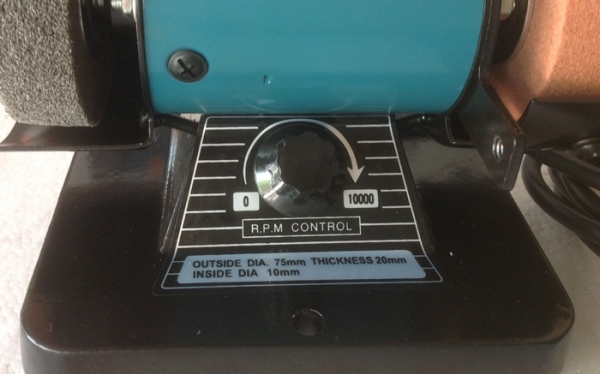 0 10000
R.P.M CONTROL
OUTSIDE DIA. 75mm THICKNESS 20mm
INSIDE DIA 10mm